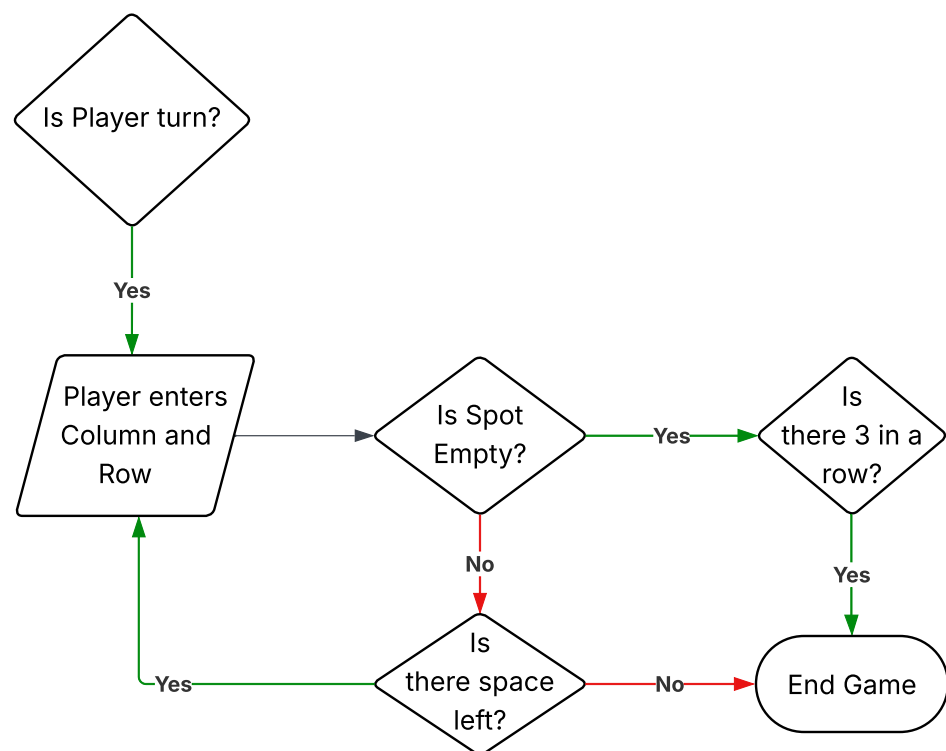 Is Player turn?
Yes
Player enters
Column and
Row
Is Spot
Empty?
Yes
Is
there 3 in a
row?
No
Yes
Is
there space
left?
Yes
No
End Game